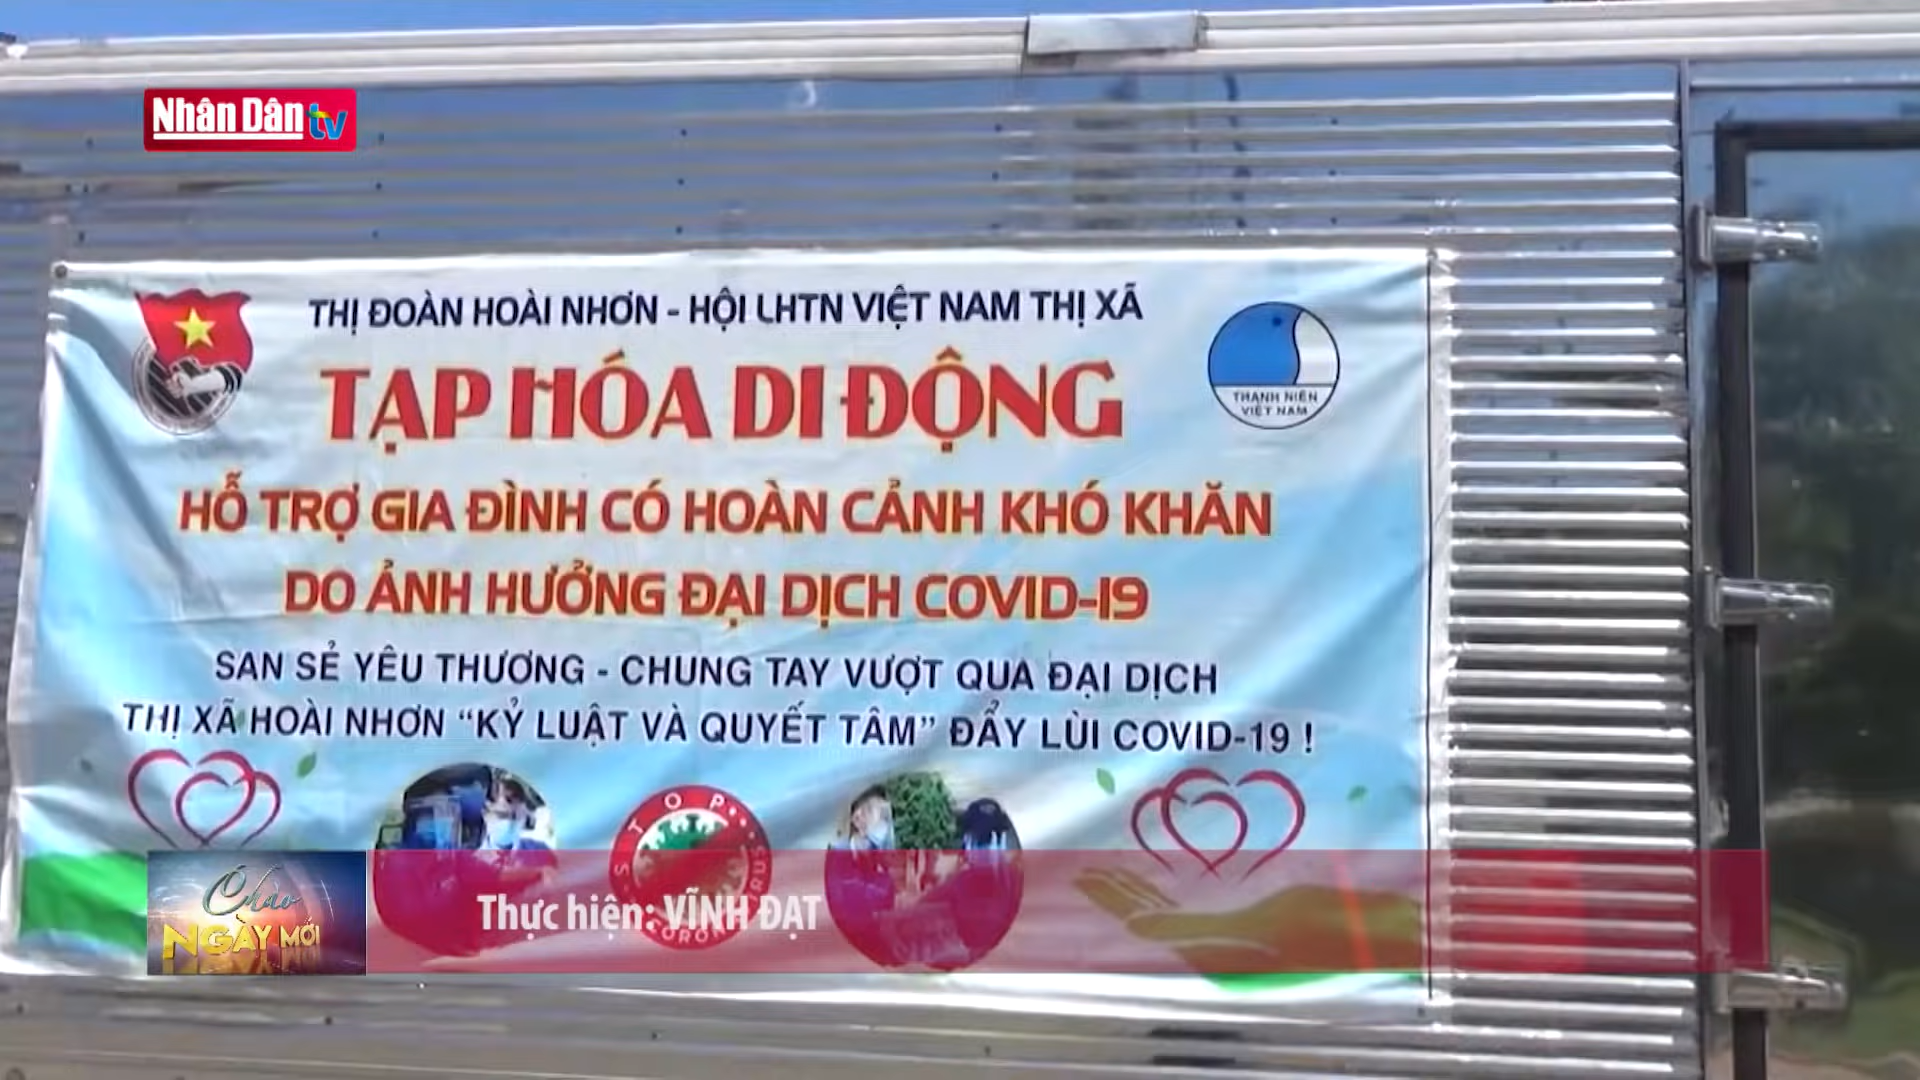 Nhân Dân tv
THỊ ĐOÀN HOÀI NHƠN - HỘI LHTN VIỆT NAM THỊ XÃ
TẠP HÓA DI ĐỘNG
THANH NIÊN
VIỆT NAM
HỖ TRỢ GIA ĐÌNH CÓ HOÀN CẢNH KHÓ KHĂN
DO ẢNH HƯỞNG ĐẠI DỊCH COVID-19
SAN SẺ YÊU THƯƠNG - CHUNG TAY VƯỢT QUA ĐẠI DỊCH
THỊ XÃ HOÀI NHƠN “KỶ LUẬT VÀ QUYẾT TÂM” ĐẨY LÙI COVID-19 !
STOP
Chào
NGÀY MỚI
Thực hiện: VĨNH ĐẠT